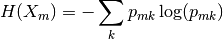 H(X_m) = -\sum_k p_{mk} \log(p_{mk})